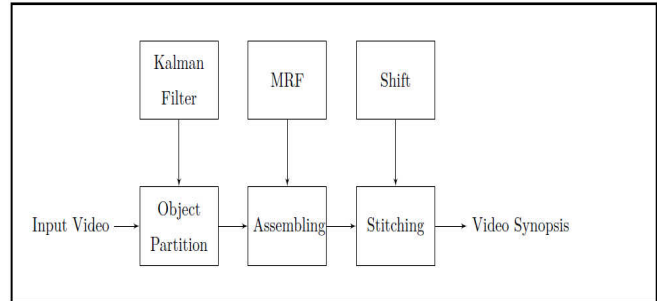 Kalman
Filter
MRF
Shift
Input Video
Object
Partition
Assembling
Stitching
Video Synopsis